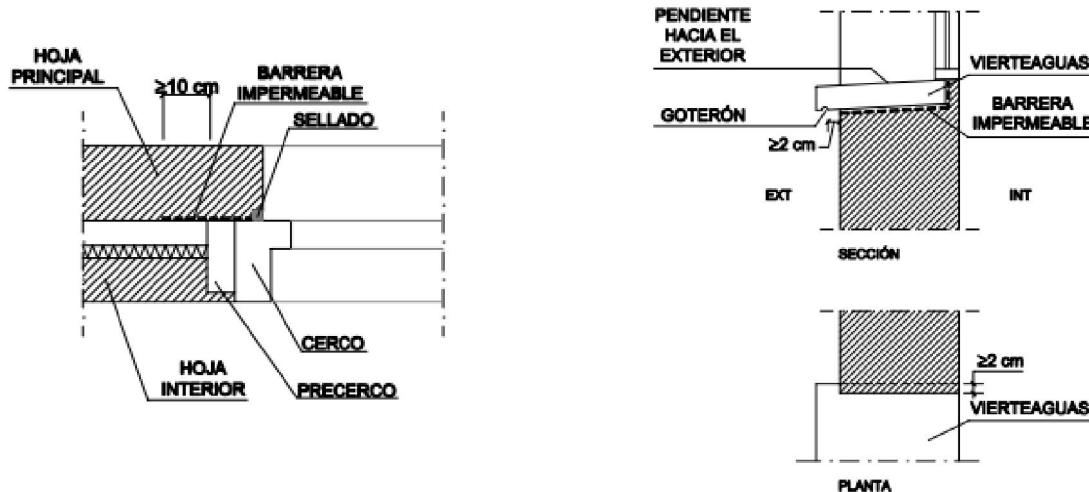 HOJA
PRINCIPAL
≥10 cm
BARRERA
IMPERMEABLE
SELLADO
CERCO
HOJA
INTERIOR
PRECERCO
PENDIENTE
HACIA EL
EXTERIOR
VIERTEAGUAS
GOTERÓN
BARRERA
IMPERMEABLE
≥2 cm
EXT
INT
SECCIÓN
≥2 cm
VIERTEAGUAS
PLANTA